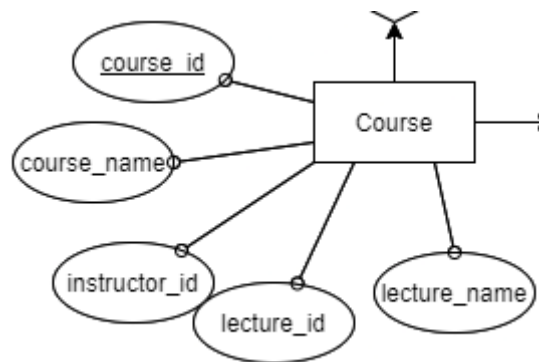 course_id
Course
course_name
instructor_id
lecture_id
lecture_name